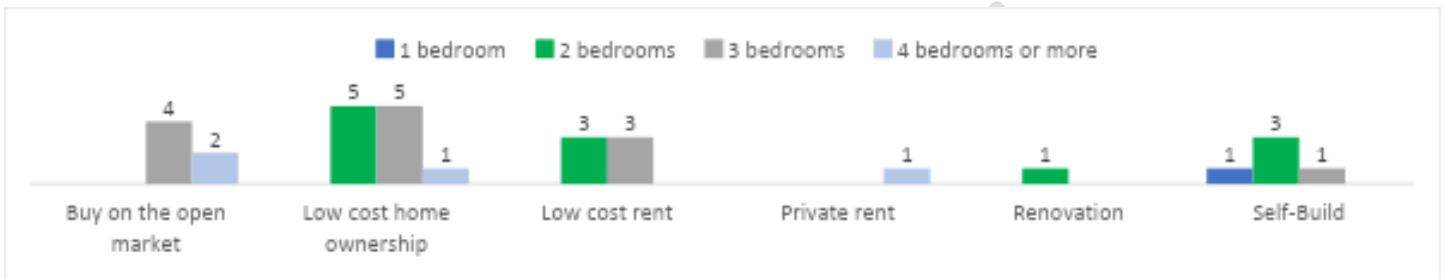 1 bedroom 2 bedrooms 3 bedrooms 4 bedrooms or more
4 2 5 5 1 3 3 1 1 1 3 1
Buy on the open market
Low cost home ownership
Low cost rent
Private rent
Renovation
Self-Build